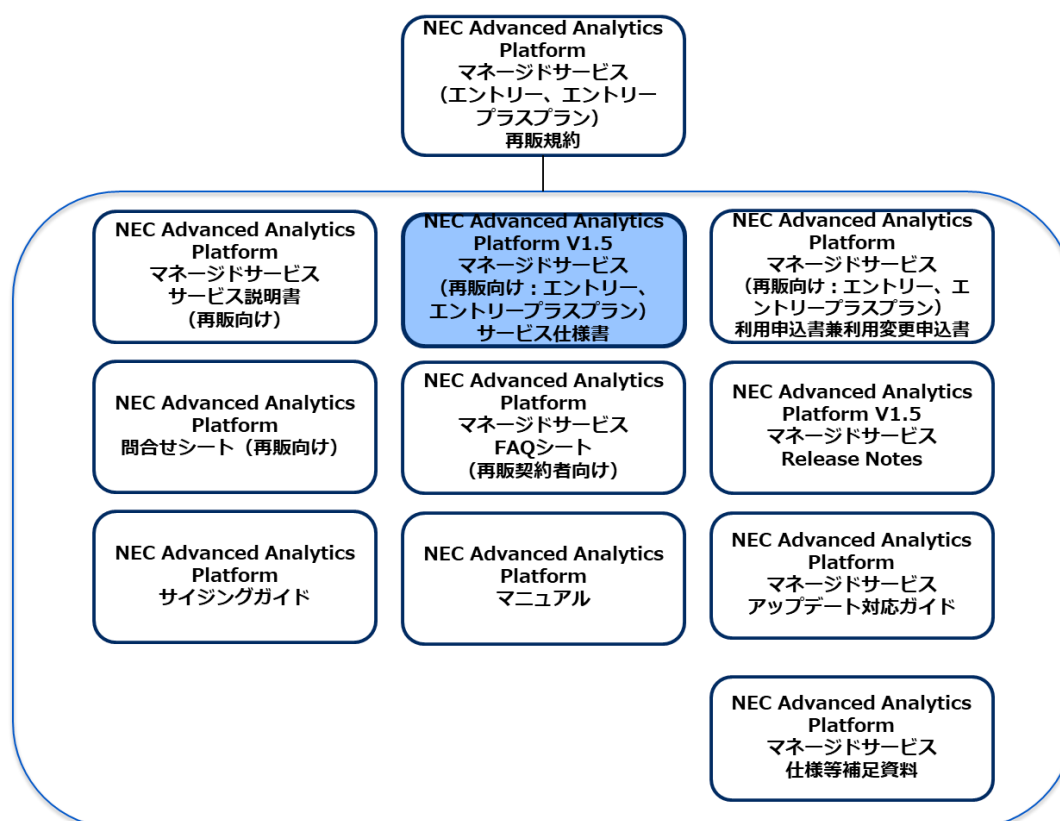 NEC Advanced Analytics
Platform
マネージドサービス
（エントリー、エントリー
プラスプラン）
再販規約
NEC Advanced Analytics
Platform
マネージドサービス
サービス説明書
（再販向け）
NEC Advanced Analytics
Platform V1.5
マネージドサービス
（再販向け：エントリー、
エントリープラスプラン）
サービス仕様書
NEC Advanced Analytics
Platform
マネージドサービス
（再販向け：エントリー、エ
ントリープラスプラン）
利用申込書兼利用変更申込書
NEC Advanced Analytics
Platform
問合せシート（再販向け）
NEC Advanced Analytics
Platform
マネージドサービス
FAQシート
（再販契約者向け）
NEC Advanced Analytics
Platform V1.5
マネージドサービス
Release Notes
NEC Advanced Analytics
Platform
サイジングガイド
NEC Advanced Analytics
Platform
マニュアル
NEC Advanced Analytics
Platform
マネージドサービス
アップデート対応ガイド
NEC Advanced Analytics
Platform
マネージドサービス
仕様等補足資料